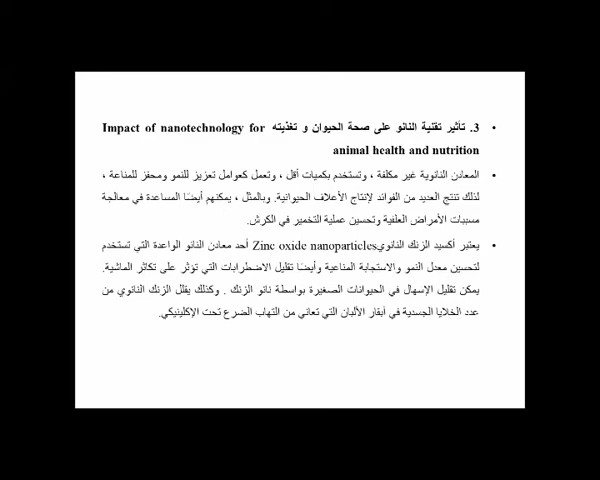 3. تأثير تقنية النانو على صحة الحيوان و تغذيته Impact of nanotechnology for
animal health and nutrition
المعادن النانوية غير مكلفة ، وتستخدم بكميات أقل ، وتعمل كعوامل تعزيز للنمو ومحفز للمناعة ،
لذلك تنتج العديد من الفوائد لإنتاج الأعلاف الحيوانية. وبالمثل ، يمكنهم أيضًا المساعدة في معالجة
مسببات الأمراض العلفية وتحسين عملية التخمير في الكرش.
يعتبر أكسيد الزنك النانوي Zinc oxide nanoparticles أحد معادن النانو الواعدة التي تستخدم
لتحسين معدل النمو والاستجابة المناعية وأيضًا تقليل الاضطرابات التي تؤثر على تكاثر الماشية.
يمكن تقليل الإسهال في الحيوانات الصغيرة بواسطة نانو الزنك . وكذلك يقلل الزنك النانوي من
عدد الخلايا الجسدية في أبقار الألبان التي تعاني من التهاب الضرع تحت الإكلينيكي.